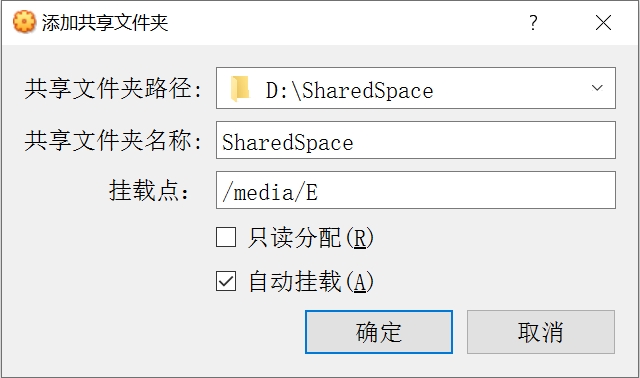 添加共享文件夹 ? ×
共享文件夹路径: D:\SharedSpace
共享文件夹名称: SharedSpace
挂载点: /media/E
只读分配(R)
自动挂载(A)
确定 取消